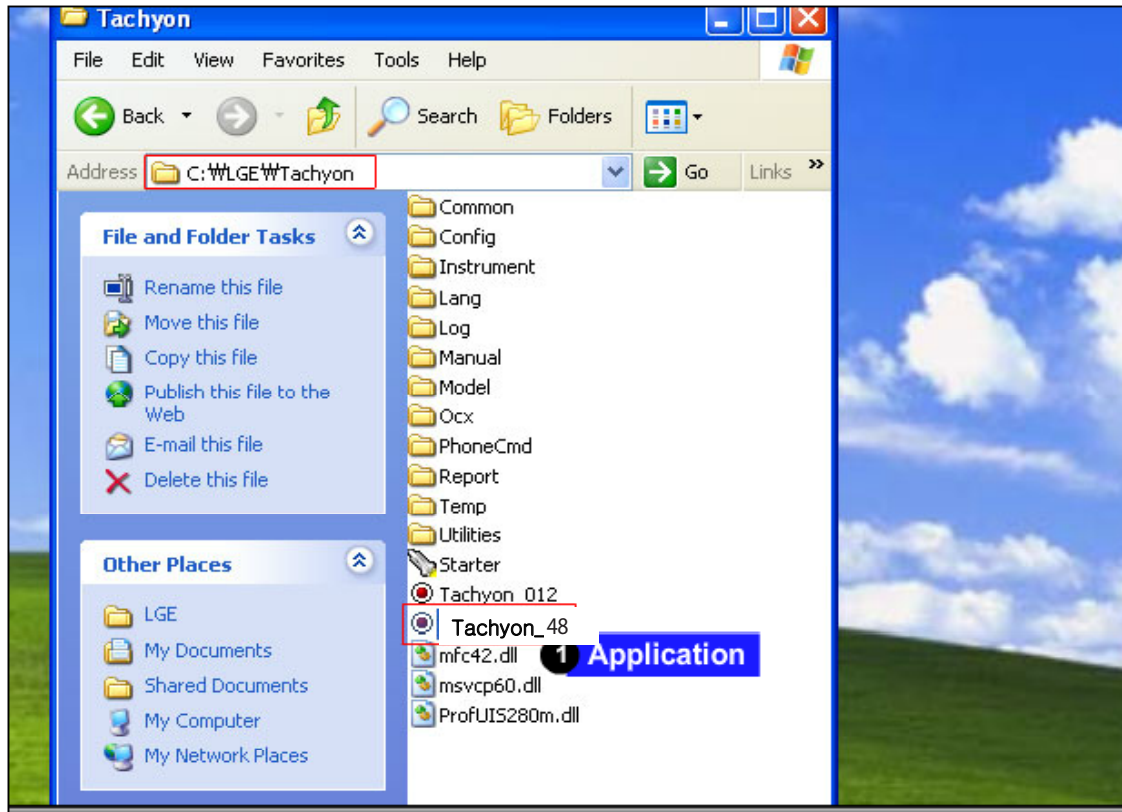 Tachyon
File Edit View Favorites Tools Help
Back Search Folders
Address C:₩LGE₩Tachyon Go Links »
File and Folder Tasks
Rename this file
Move this file
Copy this file
Publish this file to the
Web
E-mail this file
Delete this file
Other Places
LGE
My Documents
Shared Documents
My Computer
My Network Places
Common
Config
Instrument
Lang
Log
Manual
Model
Ocx
PhoneCmd
Report
Temp
Utilities
Starter
Tachyon_012
Tachyon_48
mfc42.dll 1 Application
msvcp60.dll
ProfUIS280m.dll